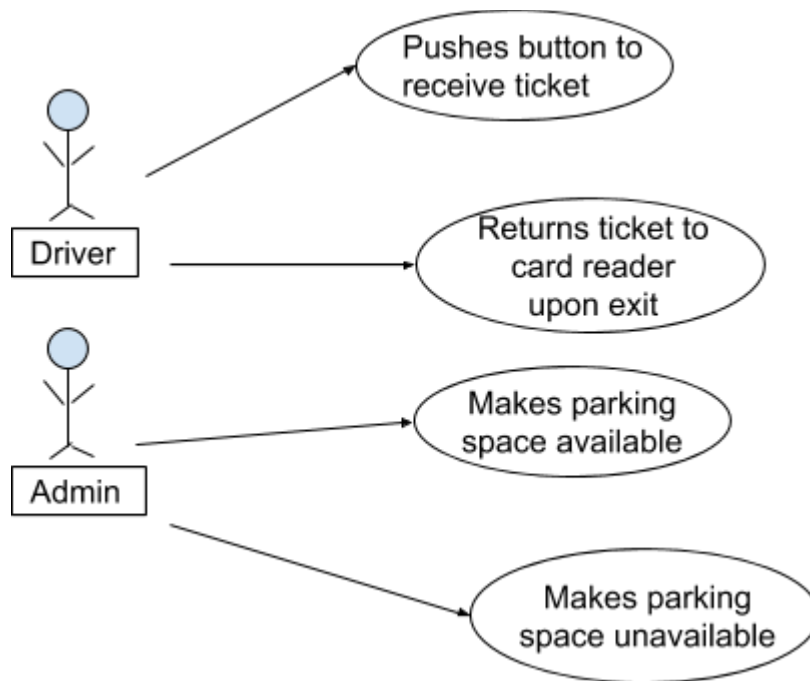 Pushes button to
receive ticket
Driver
Returns ticket to
card reader
upon exit
Makes parking
space available
Admin
Makes parking
space unavailable